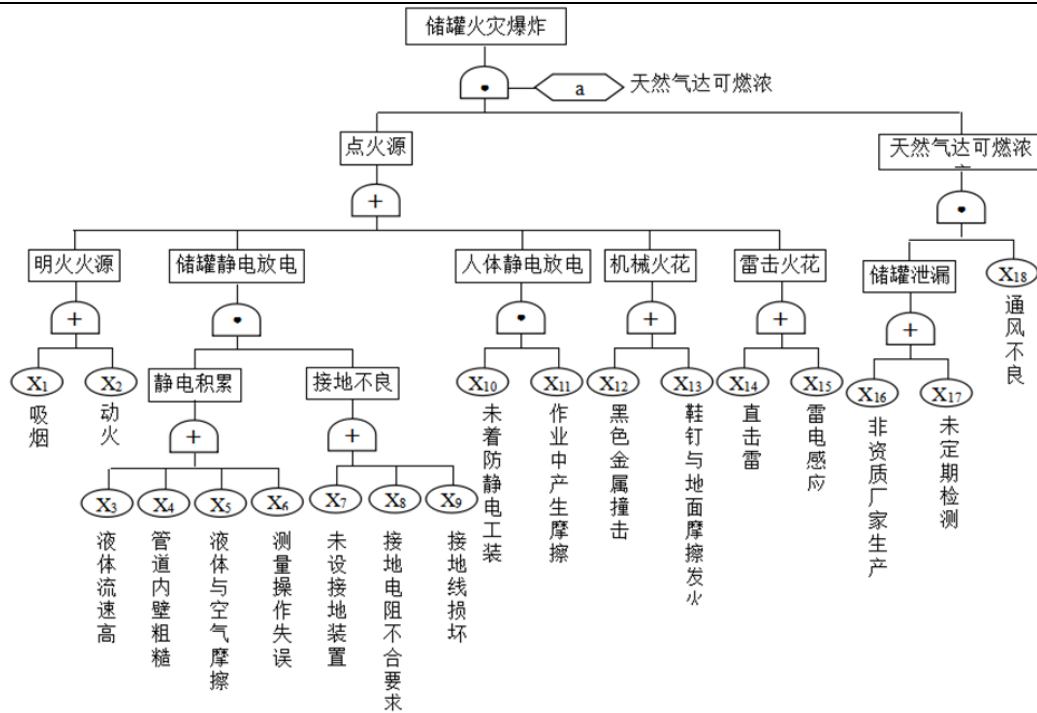 储罐火灾爆炸
a
天然气达可燃浓
点火源
天然气达可燃浓
+
•
明火火源
储罐静电放电
人体静电放电
机械火花
雷击火花
储罐泄漏
X18
通风不良
+
•
•
+
+
+
X1
吸烟
X2
动火
静电积累
接地不良
X10
未着防静电工装
X11
作业中产生摩擦
X12
黑色金属撞击
X13
鞋钉与地面摩擦发火
X14
直击雷
X15
雷电感应
X16
非资质厂家生产
X17
未定期检测
+
+
X3
液体流速高
X4
管道内壁粗糙
X5
液体与空气摩擦
X6
测量操作失误
X7
未设接地装置
X8
接地电阻不合要求
X9
接地线损坏